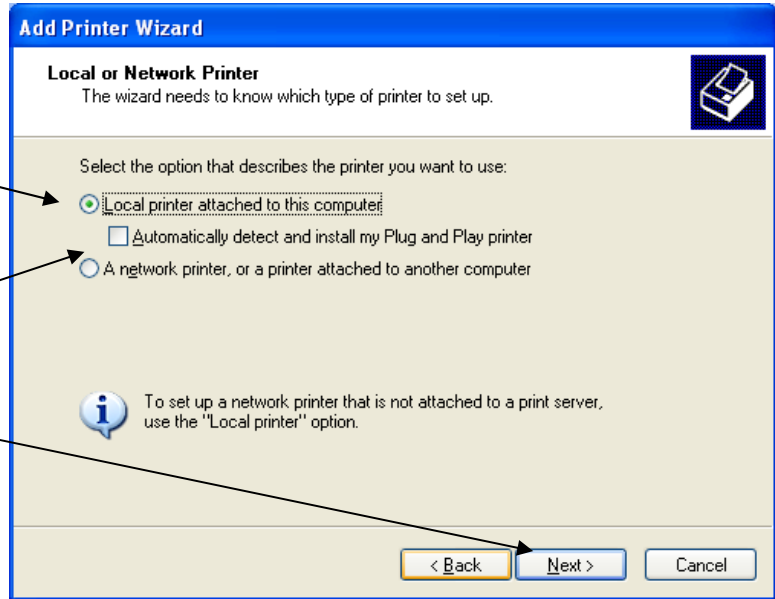 Add Printer Wizard
Local or Network Printer
The wizard needs to know which type of printer to set up.
Select the option that describes the printer you want to use:
Local printer attached to this computer
Automatically detect and install my Plug and Play printer
A network printer, or a printer attached to another computer
To set up a network printer that is not attached to a print server,
use the "Local printer" option.
< Back Next > Cancel